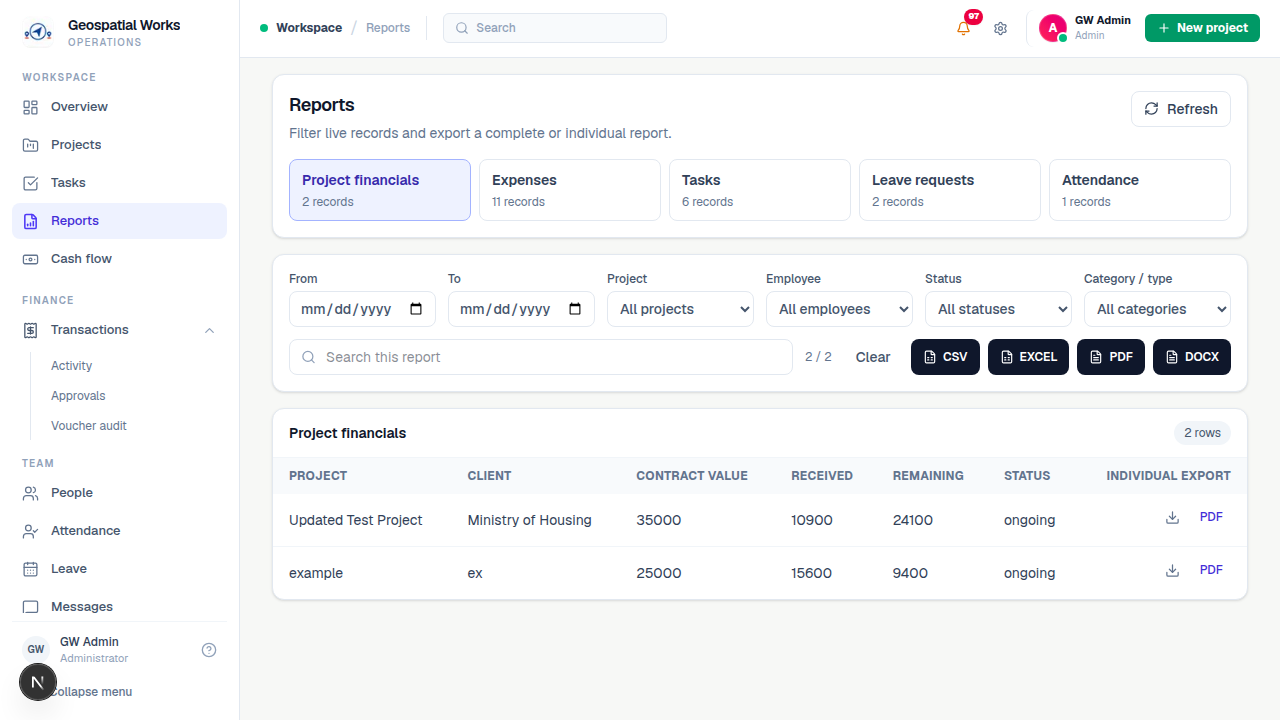 Geospatial Works
OPERATIONS
WORKSPACE
Overview
Projects
Tasks
Reports
Cash flow
FINANCE
Transactions
Activity
Approvals
Voucher audit
TEAM
People
Attendance
Leave
Messages
GW
GW Admin
Administrator
N
Collapse menu
Workspace / Reports
Search
97
A
GW Admin
Admin
New project
Reports
Filter live records and export a complete or individual report.
Refresh
Project financials
2 records
Expenses
11 records
Tasks
6 records
Leave requests
2 records
Attendance
1 records
From To Project Employee Status Category / type
mm/dd/yyyy mm/dd/yyyy All projects All employees All statuses All categories
Search this report 2 / 2 Clear CSV EXCEL PDF DOCX
Project financials 2 rows
PROJECT CLIENT CONTRACT VALUE RECEIVED REMAINING STATUS INDIVIDUAL EXPORT
Updated Test Project Ministry of Housing 35000 10900 24100 ongoing PDF
example ex 25000 15600 9400 ongoing PDF